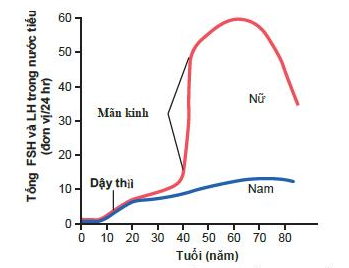 Tổng FSH và LH trong nước tiểu
(đơn vị/24 hr)
60
50
40
30
20
10
0
Mãn kinh
Dậy thì
Nữ
Nam
0 10 20 30 40 50 60 70 80
Tuổi (năm)